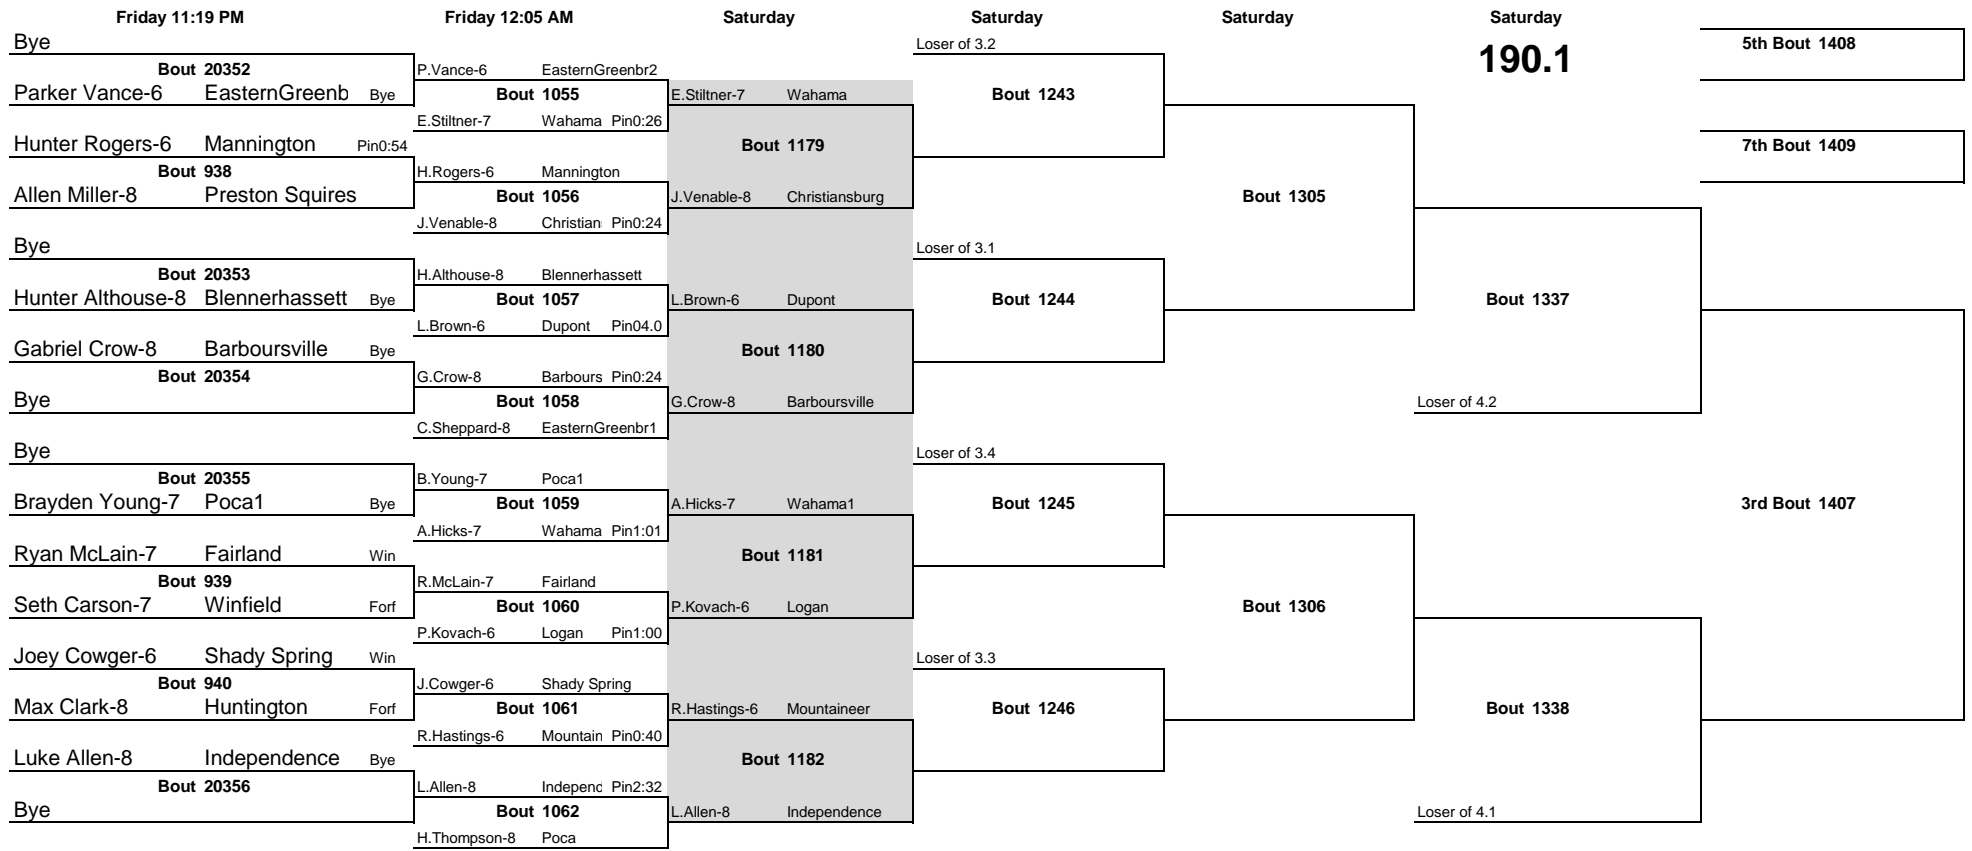 Friday 11:19 PM Friday 12:05 AM Saturday Saturday Saturday Saturday
Bye Loser of 3.2 190.1 5th Bout 1408
Bout 20352 P.Vance-6 EasternGreenbr2
Parker Vance-6 EasternGreenb Bye Bout 1055 E.Stiltner-7 Wahama Bout 1243
E.Stiltner-7 Wahama Pin0:26
Hunter Rogers-6 Mannington Pin0:54 Bout 1179 7th Bout 1409
Bout 938 H.Rogers-6 Mannington
Allen Miller-8 Preston Squires Bout 1056 J.Venable-8 Christiansburg Bout 1305
J.Venable-8 Christian Pin0:24
Bye Loser of 3.1
Bout 20353 H.Althouse-8 Blennerhassett
Hunter Althouse-8 Blennerhassett Bye Bout 1057 L.Brown-6 Dupont Bout 1244 Bout 1337
L.Brown-6 Dupont Pin04.0
Gabriel Crow-8 Barboursville Bye Bout 1180
Bout 20354 G.Crow-8 Barbours Pin0:24
Bye Bout 1058 G.Crow-8 Barboursville Loser of 4.2
C.Sheppard-8 EasternGreenbr1
Bye Loser of 3.4
Bout 20355 B.Young-7 Poca1
Brayden Young-7 Poca1 Bye Bout 1059 A.Hicks-7 Wahama1 Bout 1245 3rd Bout 1407
A.Hicks-7 Wahama Pin1:01
Ryan McLain-7 Fairland Win Bout 1181
Bout 939 R.McLain-7 Fairland
Seth Carson-7 Winfield Forf Bout 1060 P.Kovach-6 Logan Bout 1306
P.Kovach-6 Logan Pin1:00
Joey Cowger-6 Shady Spring Win Loser of 3.3
Bout 940 J.Cowger-6 Shady Spring
Max Clark-8 Huntington Forf Bout 1061 R.Hastings-6 Mountaineer Bout 1246 Bout 1338
R.Hastings-6 Mountain Pin0:40
Luke Allen-8 Independence Bye Bout 1182
Bout 20356 L.Allen-8 Independ Pin2:32
Bye Bout 1062 L.Allen-8 Independence Loser of 4.1
H.Thompson-8 Poca